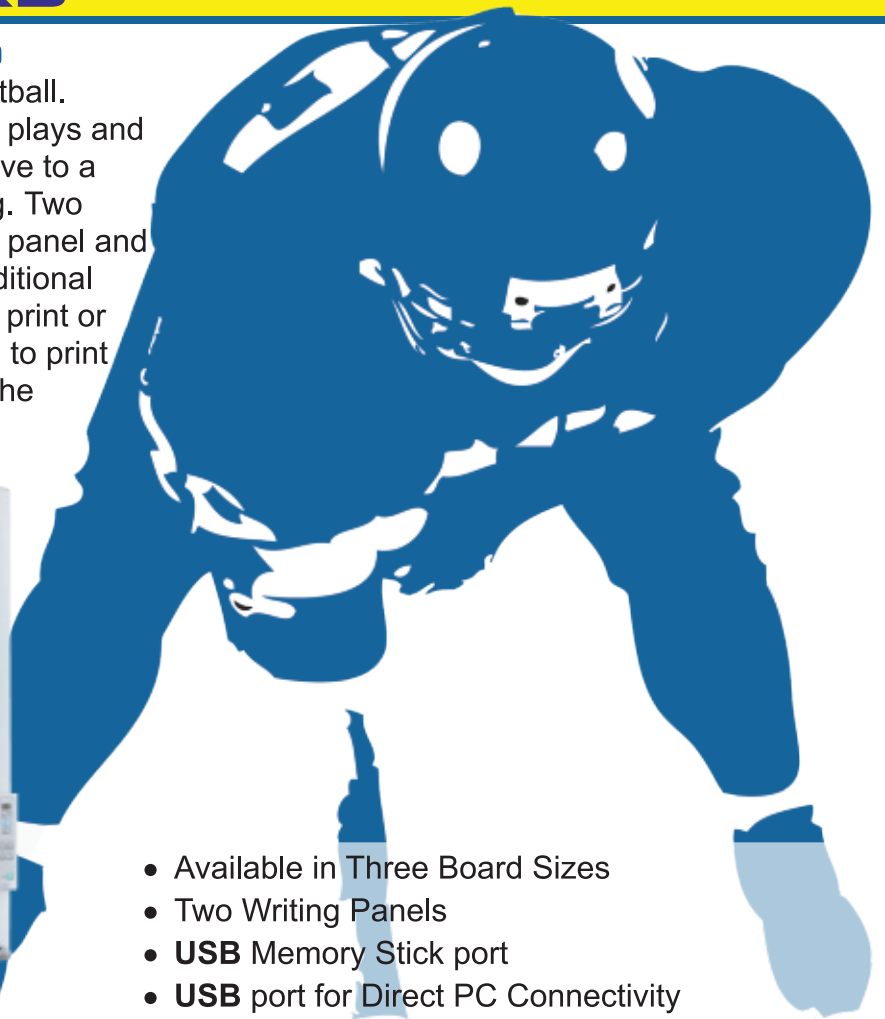 tball.
plays and
ve to a
g. Two
panel and
ditional
print or
to print
he
• Available in Three Board Sizes
• Two Writing Panels
• USB Memory Stick port
• USB port for Direct PC Connectivity